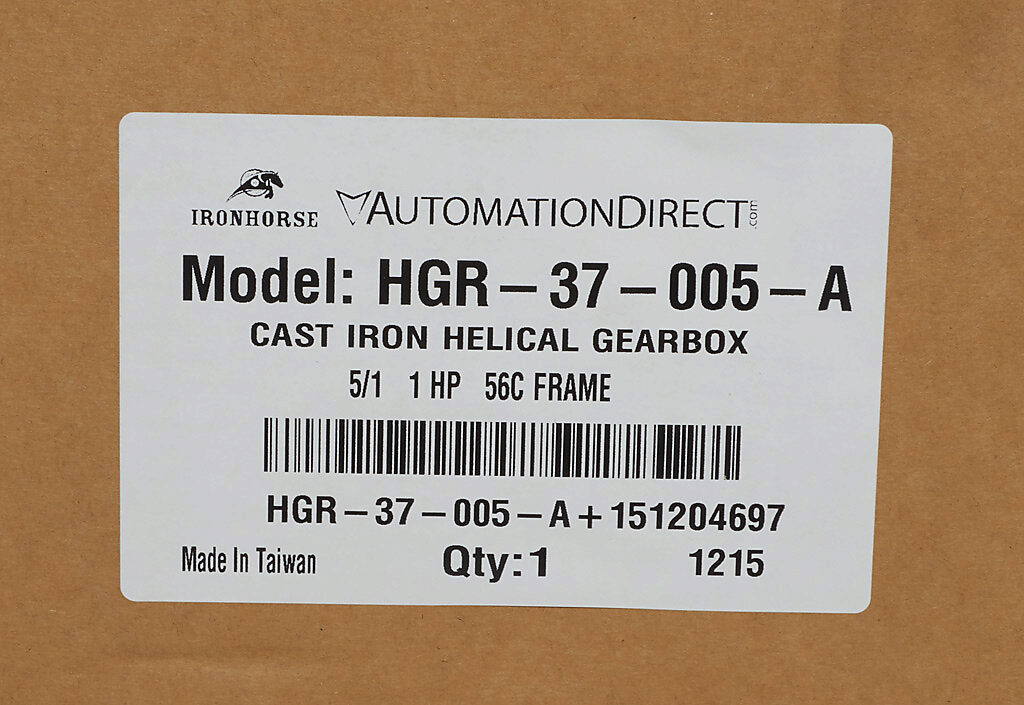 IRONHORSE AUTOMATIONDIRECT.com
Model: HGR-37-005-A
CAST IRON HELICAL GEARBOX
5/1 1 HP 56C FRAME
HGR-37-005-A+151204697
Made In Taiwan Qty:1 1215